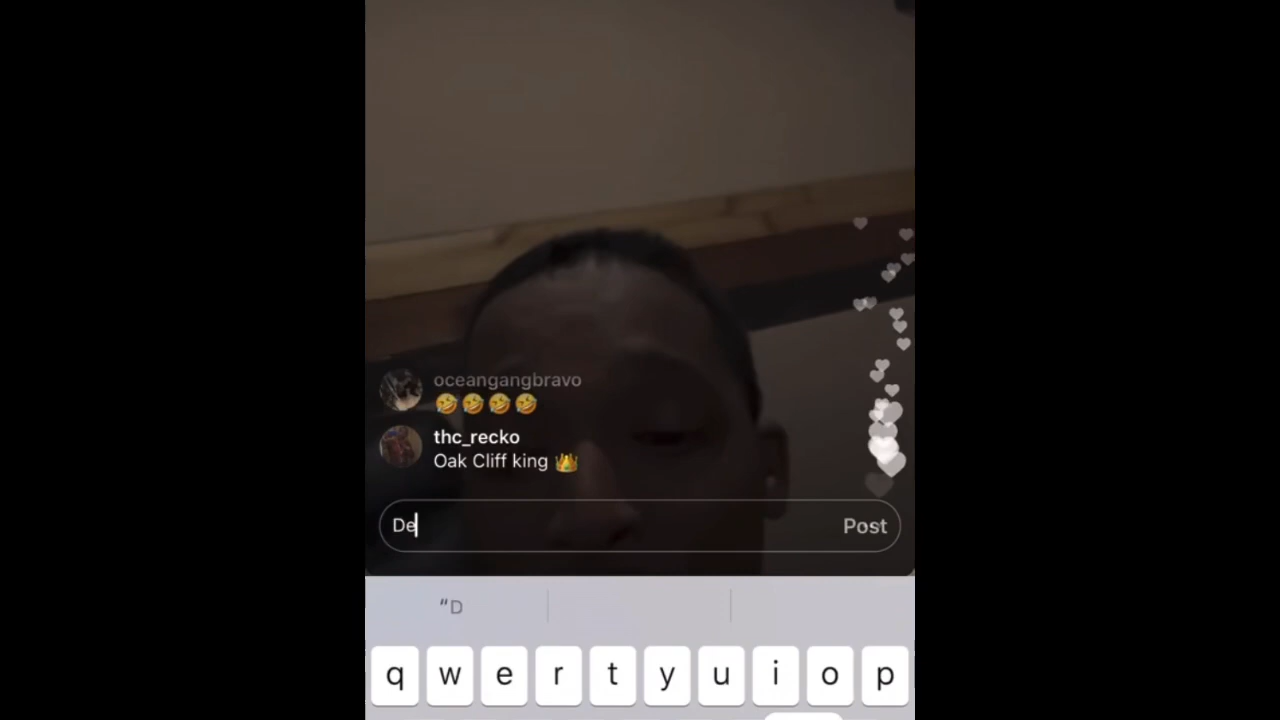 oceangangbravo
🤣🤣🤣🤣
thc_recko
Oak Cliff king 👑
De
Post
“D
q w e r t y u i o p